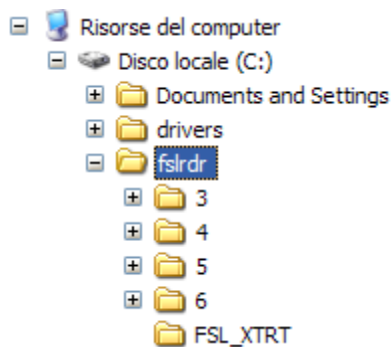 Risorse del computer
Disco locale (C:)
Documents and Settings
drivers
fslrdr
3
4
5
6
FSL_XTRT